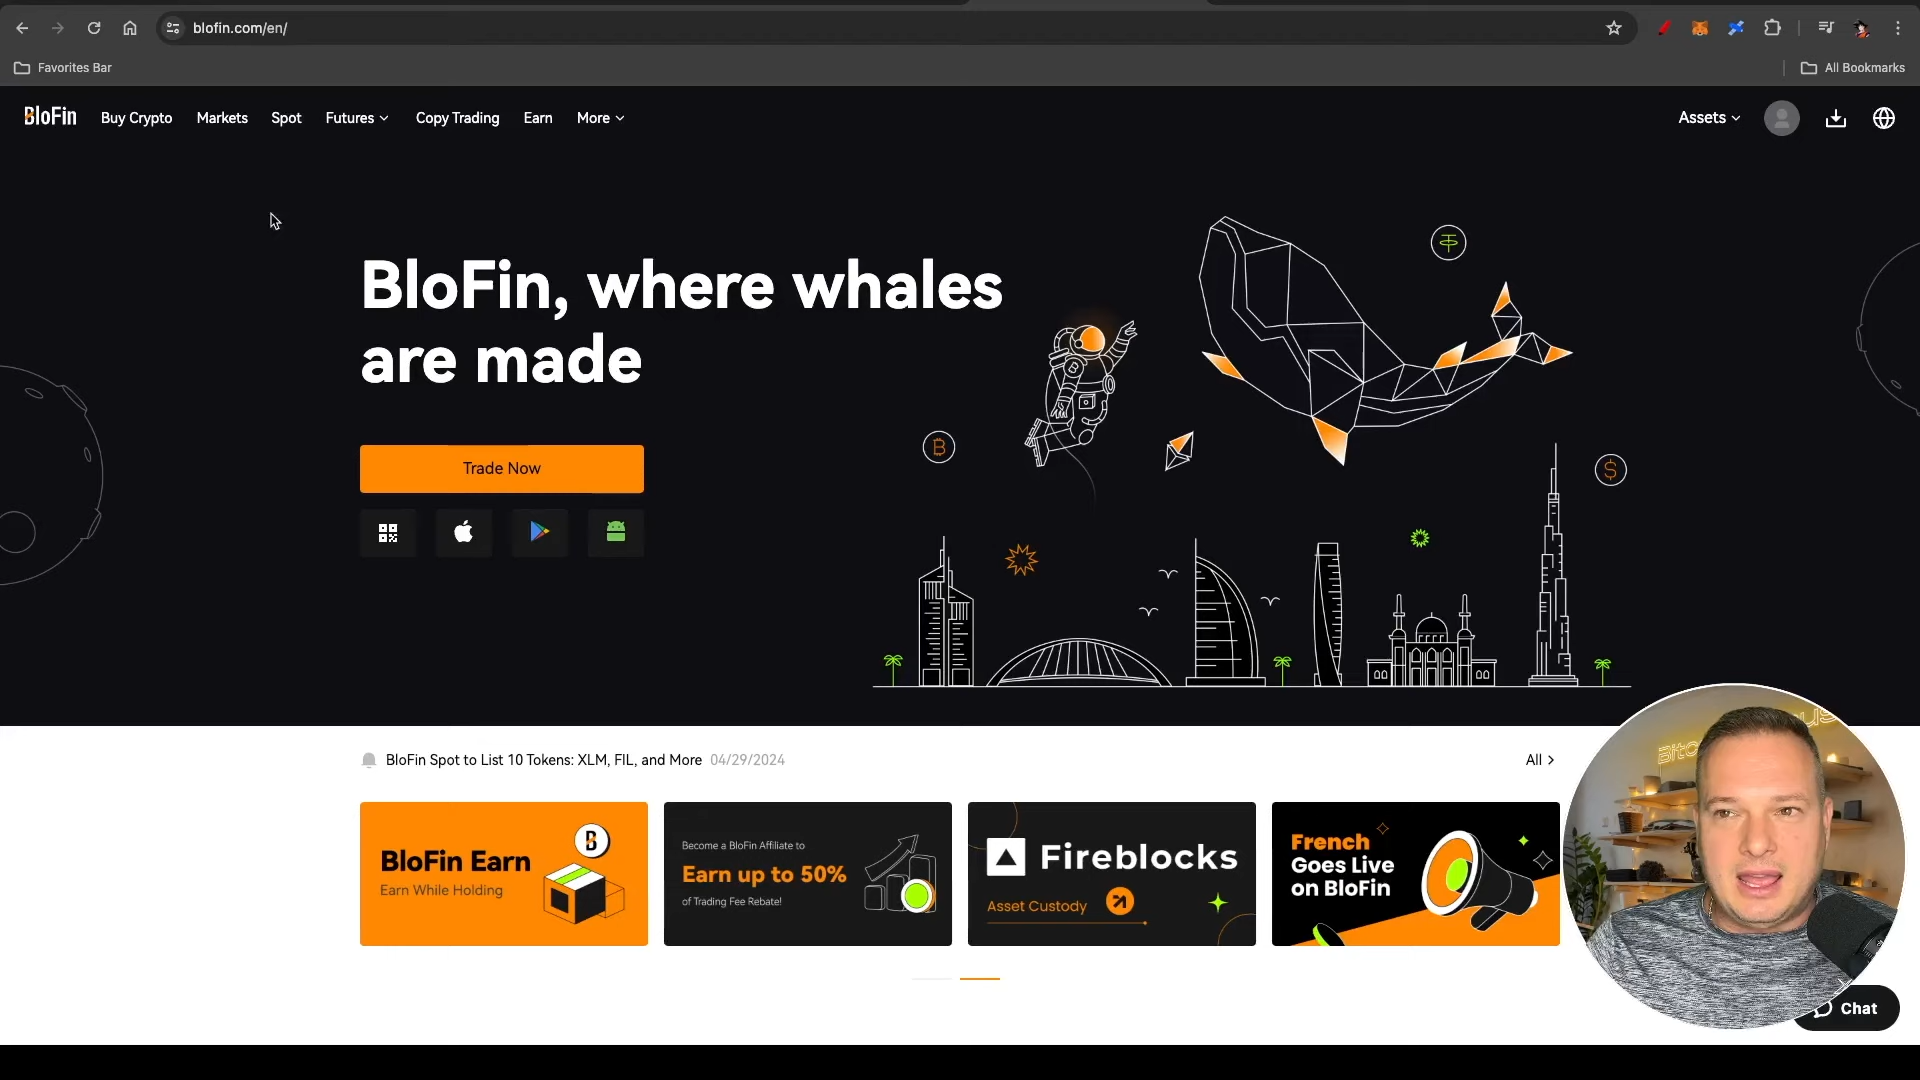 blofin.com/en/
Favorites Bar
All Bookmarks
BloFin
Buy Crypto
Markets
Spot
Futures
Copy Trading
Earn
More
Assets
BloFin, where whales
are made
Trade Now
BloFin Spot to List 10 Tokens: XLM, FIL, and More 04/29/2024
All
BloFin Earn
Earn While Holding
Become a BloFin Affiliate to
Earn up to 50%
of Trading Fee Rebate!
Fireblocks
Asset Custody
French
Goes Live
on BloFin
Chat